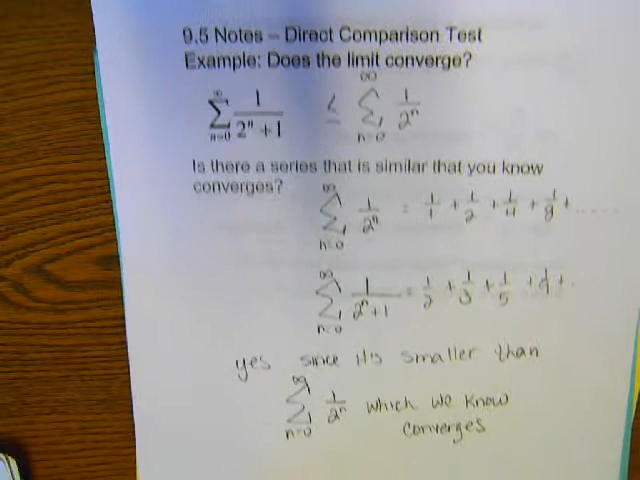 9.5 Notes – Direct Comparison Test
Example: Does the limit converge?
∞ ∑ n=0 1/(2ⁿ+1) ≤ ∞ ∑ n=0 1/2ⁿ
Is there a series that is similar that you know
converges?
∞ ∑ n=0 1/2ⁿ = 1/1 + 1/2 + 1/4 + 1/8 + .....
∞ ∑ n=0 1/(2ⁿ+1) = 1/2 + 1/3 + 1/5 + 1/9 + .
yes since it's smaller than
∞ ∑ n=0 1/2ⁿ which we know
converges